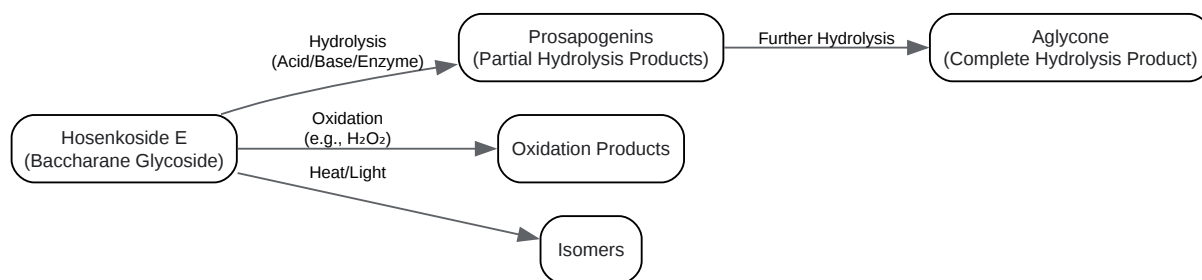 Hosenkoside E
(Baccharane Glycoside)
Hydrolysis
(Acid/Base/Enzyme)
Prosapogenins
(Partial Hydrolysis Products)
Further Hydrolysis
Aglycone
(Complete Hydrolysis Product)
Oxidation
(e.g., H₂O₂)
Oxidation Products
Heat/Light
Isomers